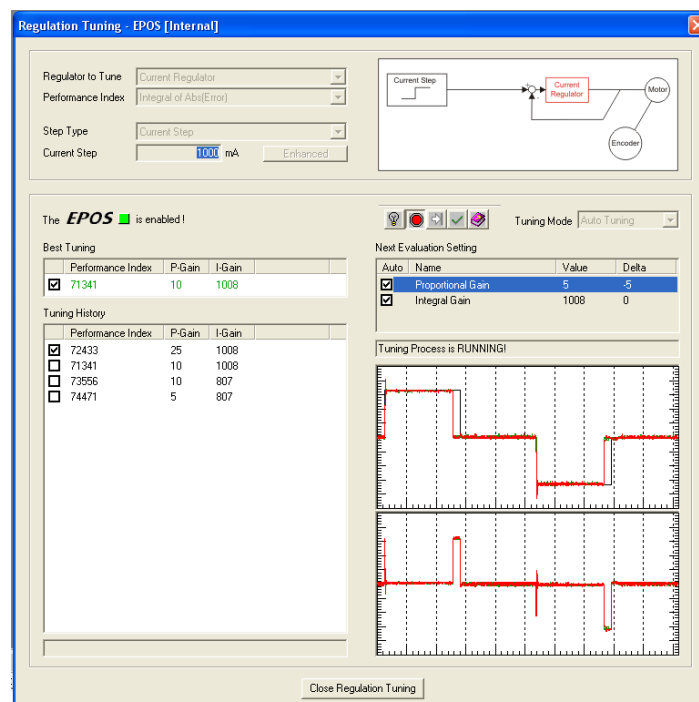 Regulation Tuning - EPOS [Internal]
Regulator to Tune Current Regulator
Performance Index Integral of Abs(Error)
Step Type Current Step
Current Step 1000 mA Enhanced
Current Step
Current
Regulator
Motor
Encoder
The EPOS is enabled !
Tuning Mode Auto Tuning
Best Tuning
Performance Index P-Gain I-Gain
71341 10 1008
Tuning History
Performance Index P-Gain I-Gain
72433 25 1008
71341 10 1008
73556 10 807
74471 5 807
Next Evaluation Setting
Auto Name Value Delta
Proportional Gain 5 -5
Integral Gain 1008 0
Tuning Process is RUNNING!
Close Regulation Tuning